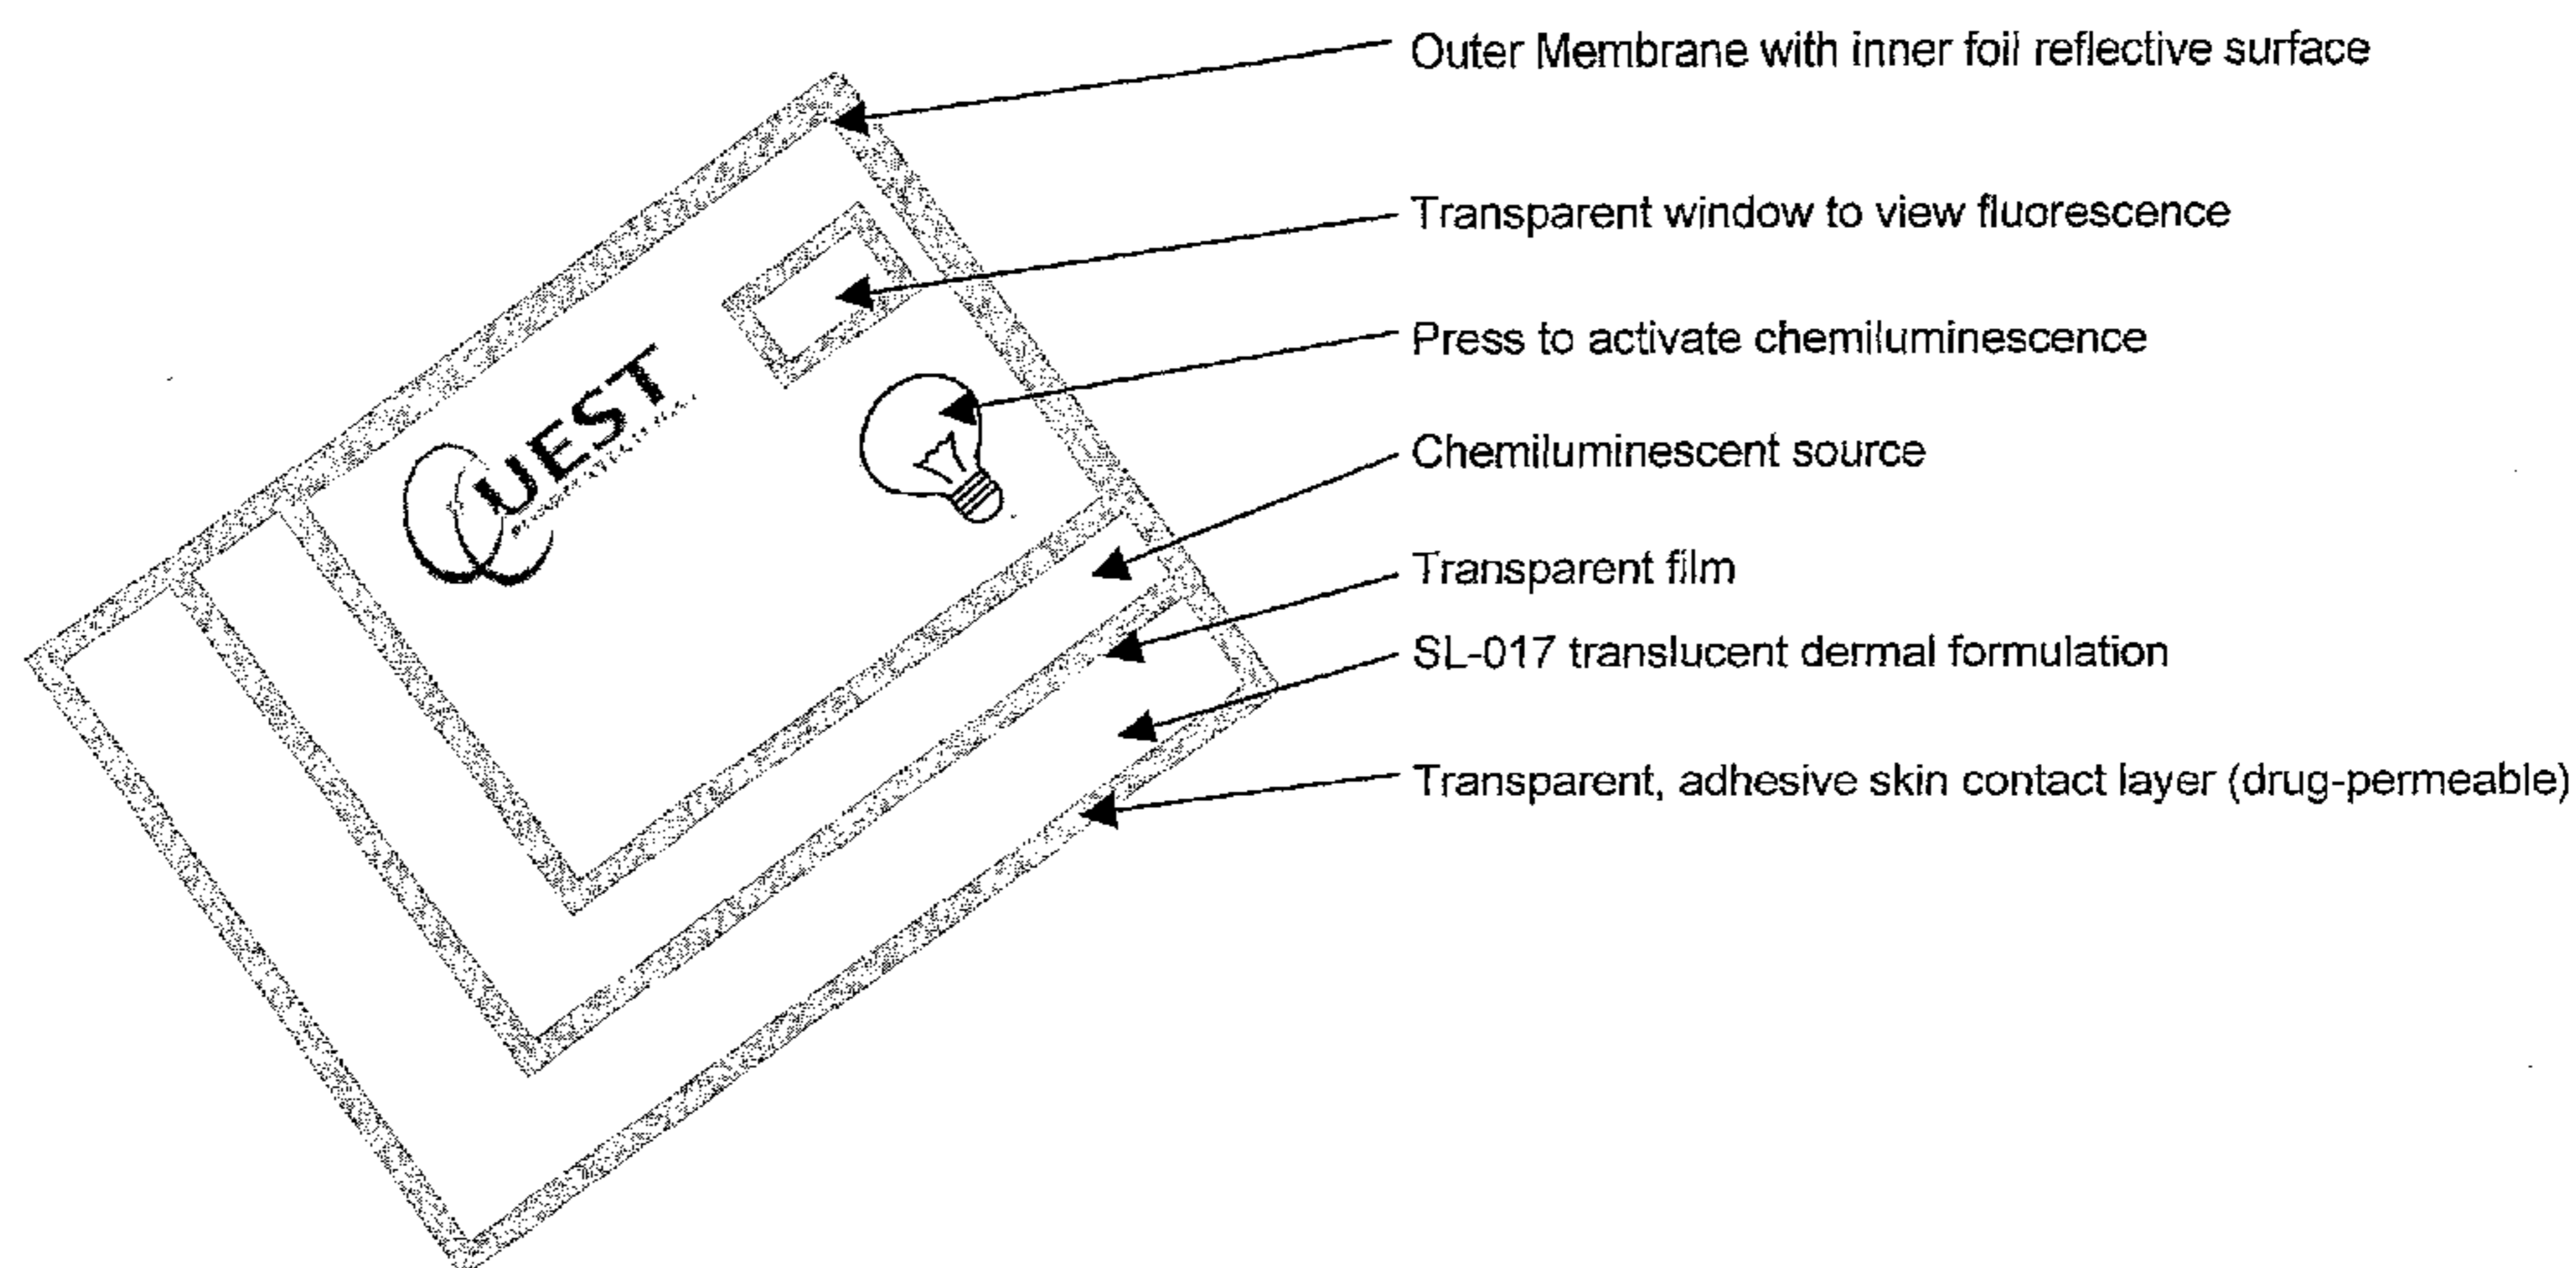 Outer Membrane with inner foil reflective surface
Transparent window to view fluorescence
Press to activate chemiluminescence
QUEST
Chemiluminescent source
Transparent film
SL-017 translucent dermal formulation
Transparent, adhesive skin contact layer (drug-permeable)